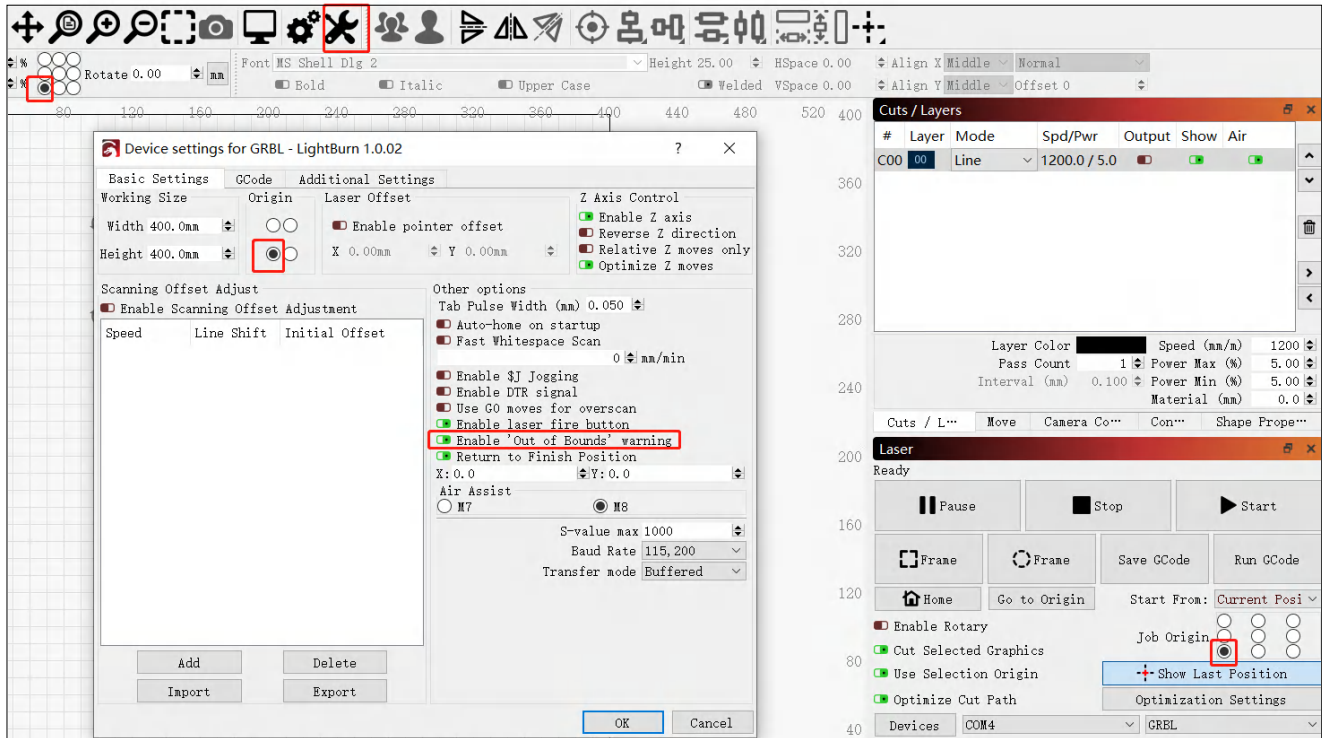 Font MS Shell Dlg 2 Height 25.00 HSpace 0.00 Align X Middle Normal
% Rotate 0.00 mm
% Bold Italic Upper Case Welded VSpace 0.00 Align Y Middle Offset 0
80 120 160 200 240 280 320 360 400 440 480 520 400
360
320
280
240
200
160
120
80
40
Device settings for GRBL - LightBurn 1.0.02 ? ×
Basic Settings GCode Additional Settings
Working Size
Width 400.0mm
Height 400.0mm
Origin
Laser Offset
Enable pointer offset
X 0.00mm Y 0.00mm
Z Axis Control
Enable Z axis
Reverse Z direction
Relative Z moves only
Optimize Z moves
Scanning Offset Adjust
Enable Scanning Offset Adjustment
Speed Line Shift Initial Offset
Add Delete
Import Export
Other options
Tab Pulse Width (mm) 0.050
Auto-home on startup
Fast Whitespace Scan
0 mm/min
Enable $J Jogging
Enable DTR signal
Use G0 moves for overscan
Enable laser fire button
Enable 'Out of Bounds' warning
Return to Finish Position
X: 0.0 Y: 0.0
Air Assist
M7 M8
S-value max 1000
Baud Rate 115,200
Transfer mode Buffered
OK Cancel
Cuts / Layers
# Layer Mode Spd/Pwr Output Show Air
C00 00 Line 1200.0 / 5.0
Layer Color Speed (mm/m) 1200
Pass Count 1 Power Max (%) 5.00
Interval (mm) 0.100 Power Min (%) 5.00
Material (mm) 0.0
Cuts / L··· Move Camera Co··· Con··· Shape Prope···
Laser
Ready
Pause Stop Start
Frame Frame Save GCode Run GCode
Home Go to Origin Start From: Current Posi
Enable Rotary
Job Origin
Cut Selected Graphics
Use Selection Origin Show Last Position
Optimize Cut Path Optimization Settings
Devices COM4 GRBL